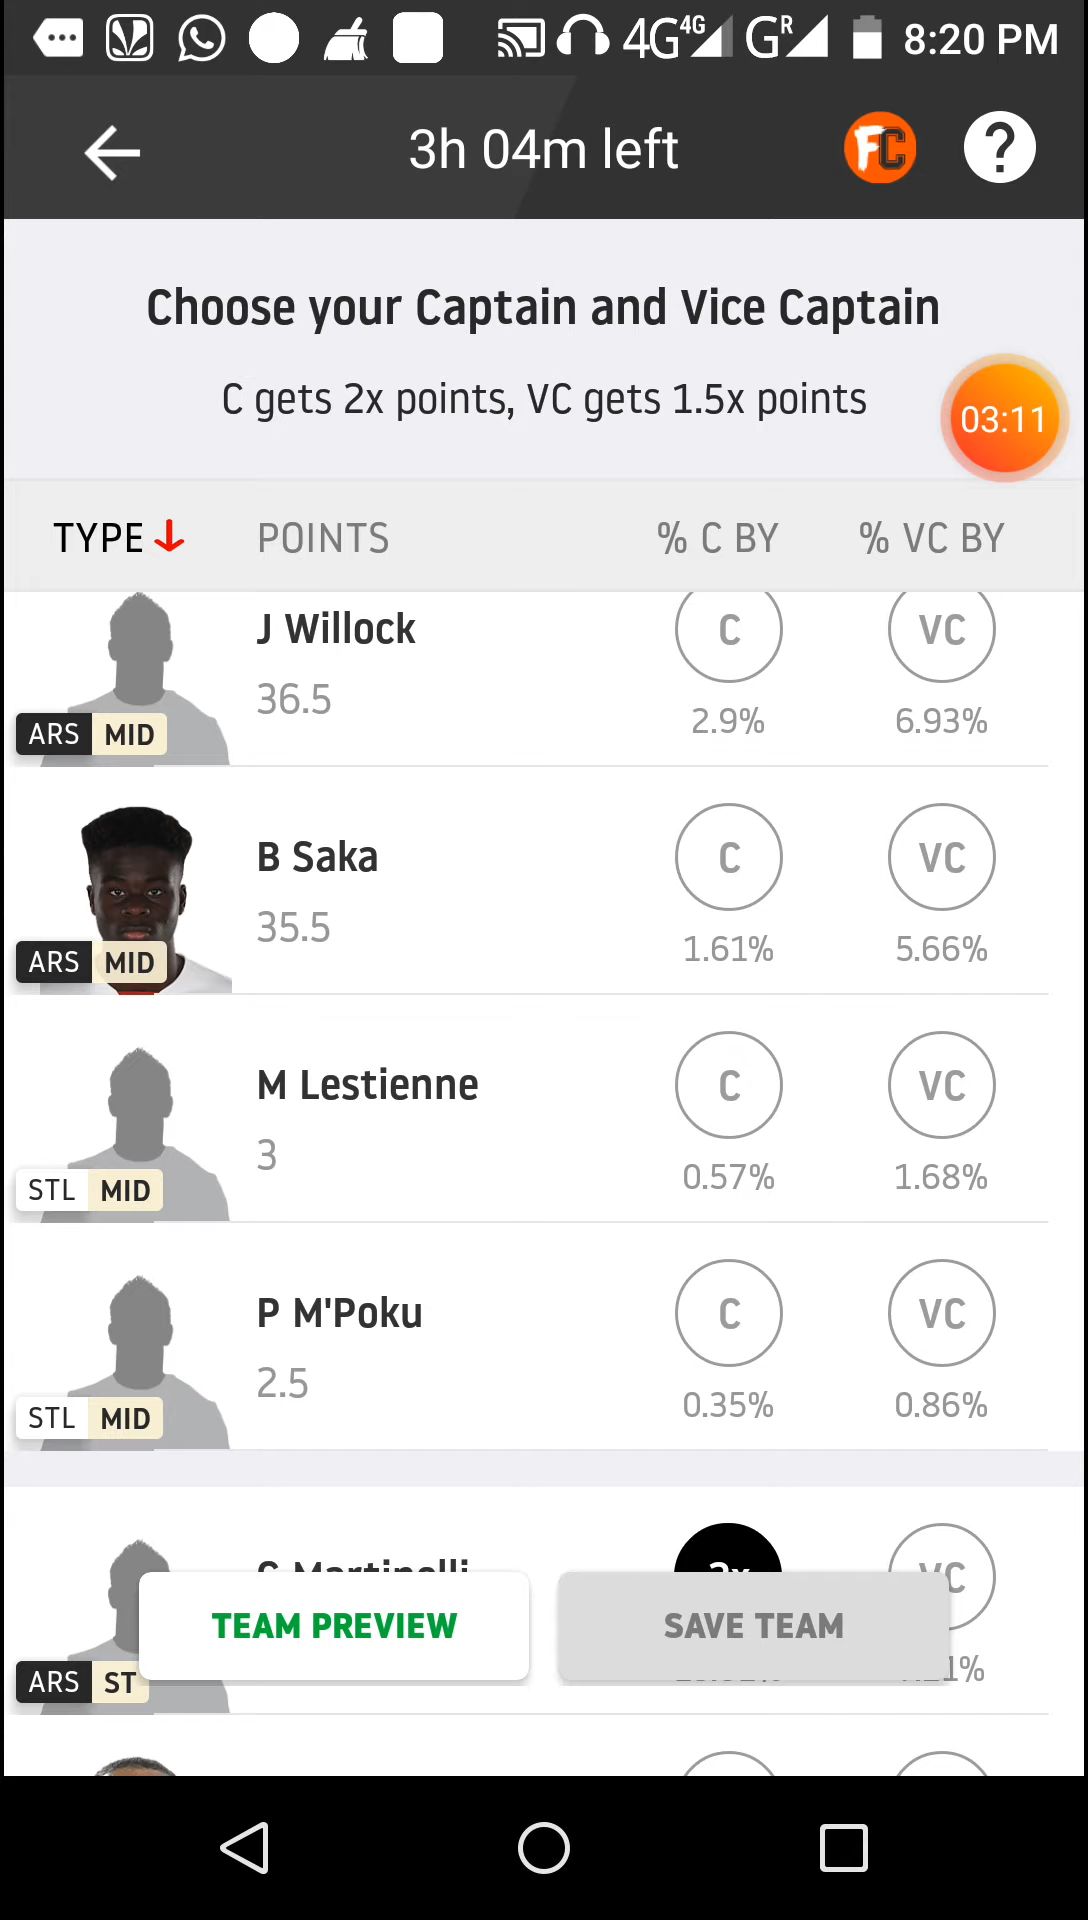 4G 4G G R 8:20 PM
3h 04m left
FC
?
Choose your Captain and Vice Captain
C gets 2x points, VC gets 1.5x points
03:11
TYPE POINTS % C BY % VC BY
J Willock C VC
36.5 2.9% 6.93%
ARS MID
B Saka C VC
35.5 1.61% 5.66%
ARS MID
M Lestienne C VC
3 0.57% 1.68%
STL MID
P M'Poku C VC
2.5 0.35% 0.86%
STL MID
G Martinelli 2x VC
TEAM PREVIEW SAVE TEAM
ARS ST